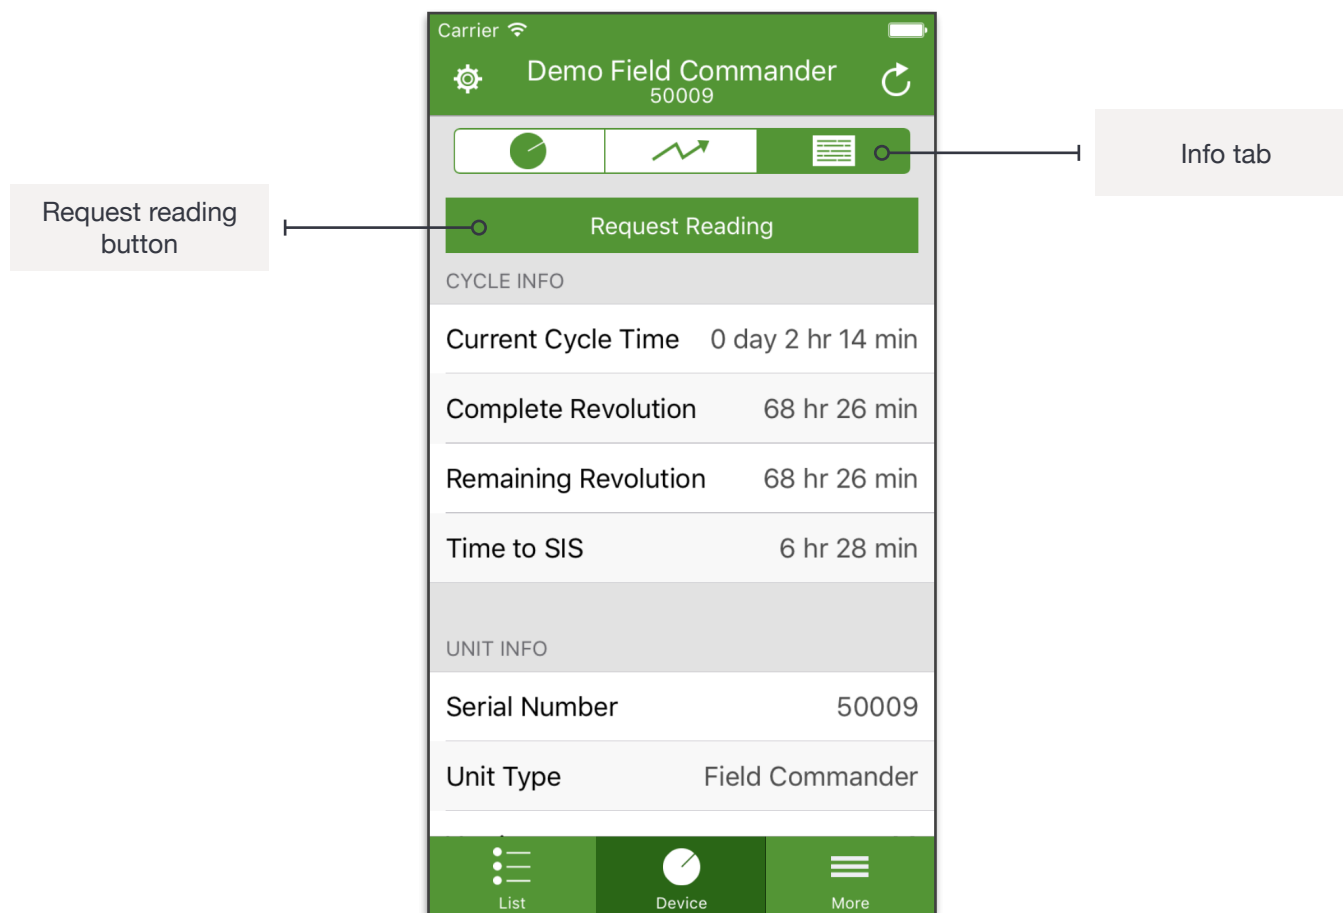 Carrier
Demo Field Commander
50009
Info tab
Request reading
button
Request Reading
CYCLE INFO
Current Cycle Time 0 day 2 hr 14 min
Complete Revolution 68 hr 26 min
Remaining Revolution 68 hr 26 min
Time to SIS 6 hr 28 min
UNIT INFO
Serial Number 50009
Unit Type Field Commander
List Device More